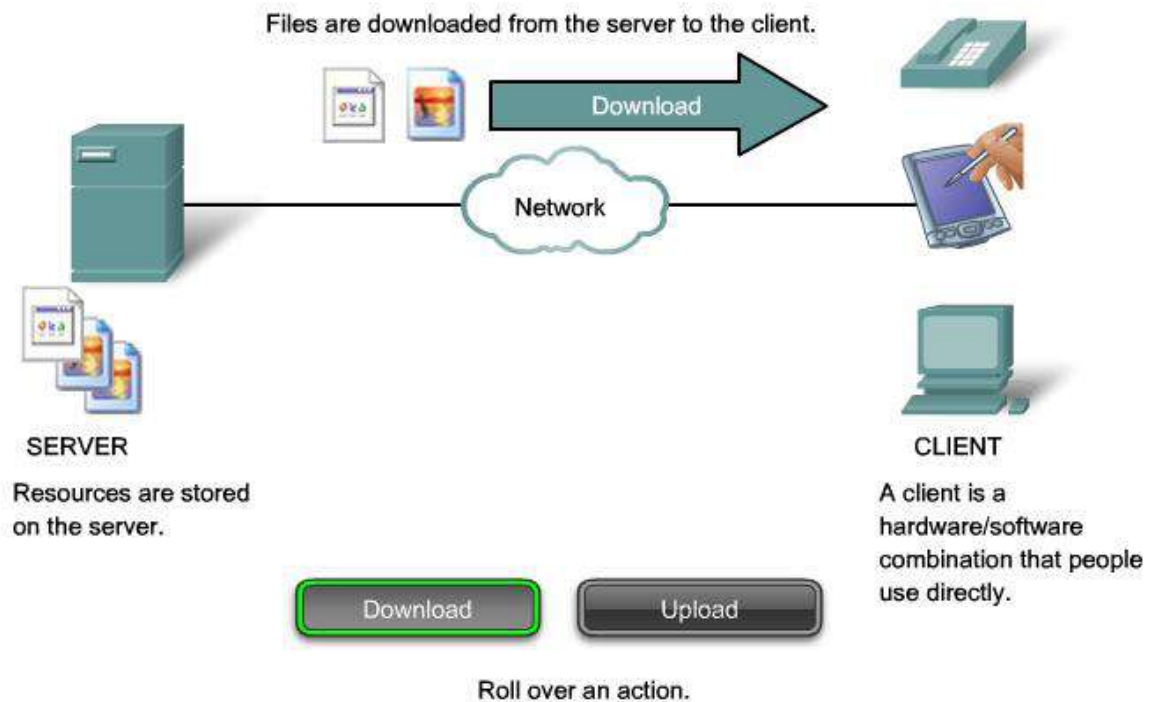 Files are downloaded from the server to the client.
Download
Network
SERVER
Resources are stored
on the server.
CLIENT
A client is a
hardware/software
combination that people
use directly.
Download
Upload
Roll over an action.